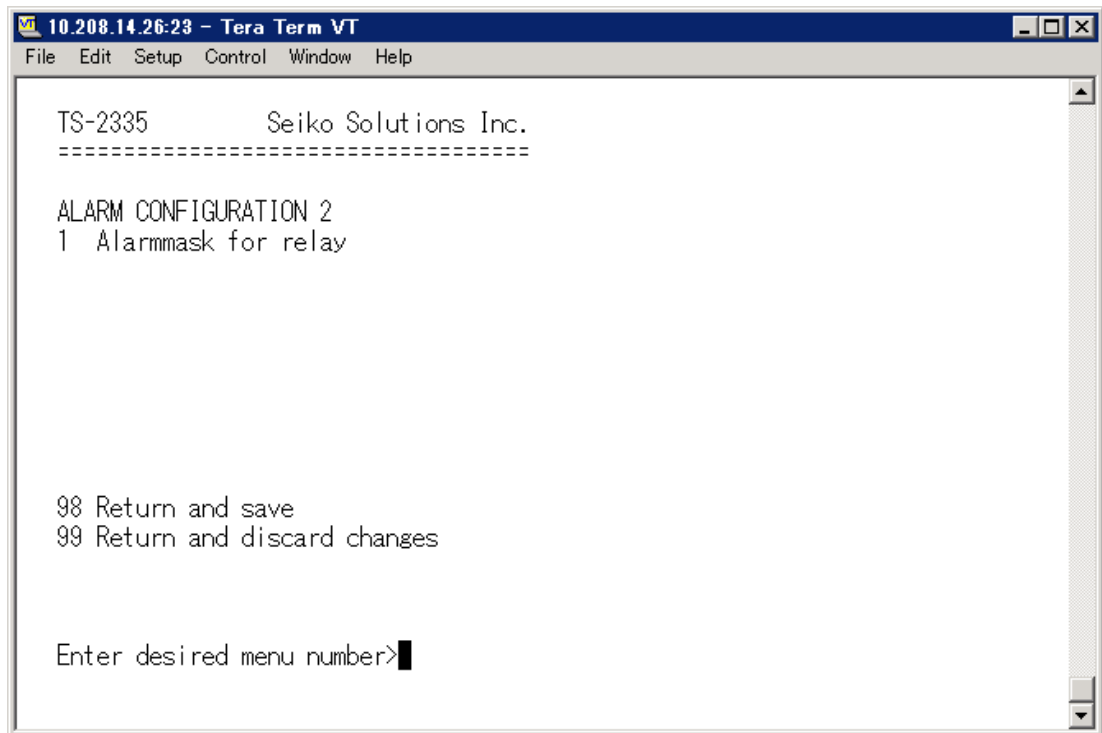 10.208.14.26:23 - Tera Term VT
File Edit Setup Control Window Help
TS-2335 Seiko Solutions Inc.
====================================
ALARM CONFIGURATION 2
1 Alarmmask for relay
98 Return and save
99 Return and discard changes
Enter desired menu number>